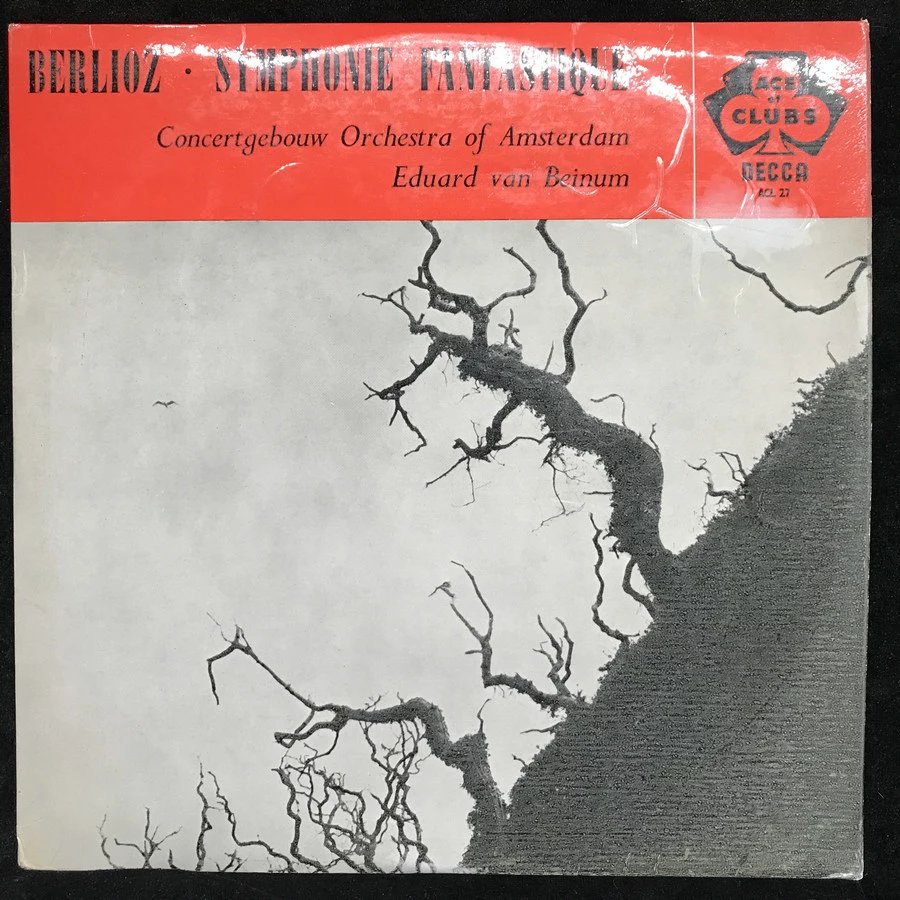 BERLIOZ · SYMPHONIE FANTASTIQUE
Concertgebouw Orchestra of Amsterdam
Eduard van Beinum
ACE
of
CLUBS
DECCA
ACL 27